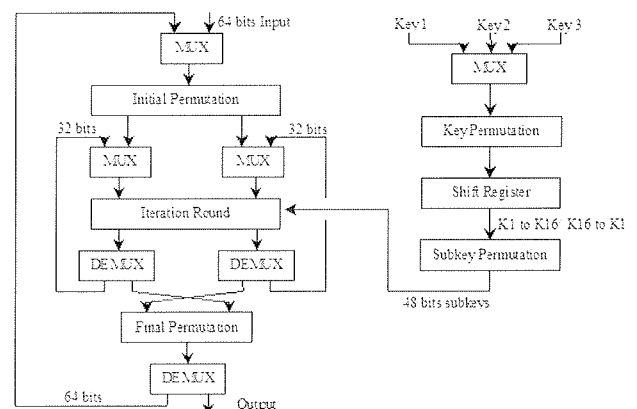 64 bits Input
Key1 Key2 Key3
MUX
MUX
Initial Permutation
Key Permutation
32 bits
32 bits
MUX
MUX
Shift Register
Iteration Round
K1 to K16 K16 to K1
Subkey Permutation
DEMUX
DEMUX
48 bits subkeys
Final Permutation
DEMUX
64 bits
Output